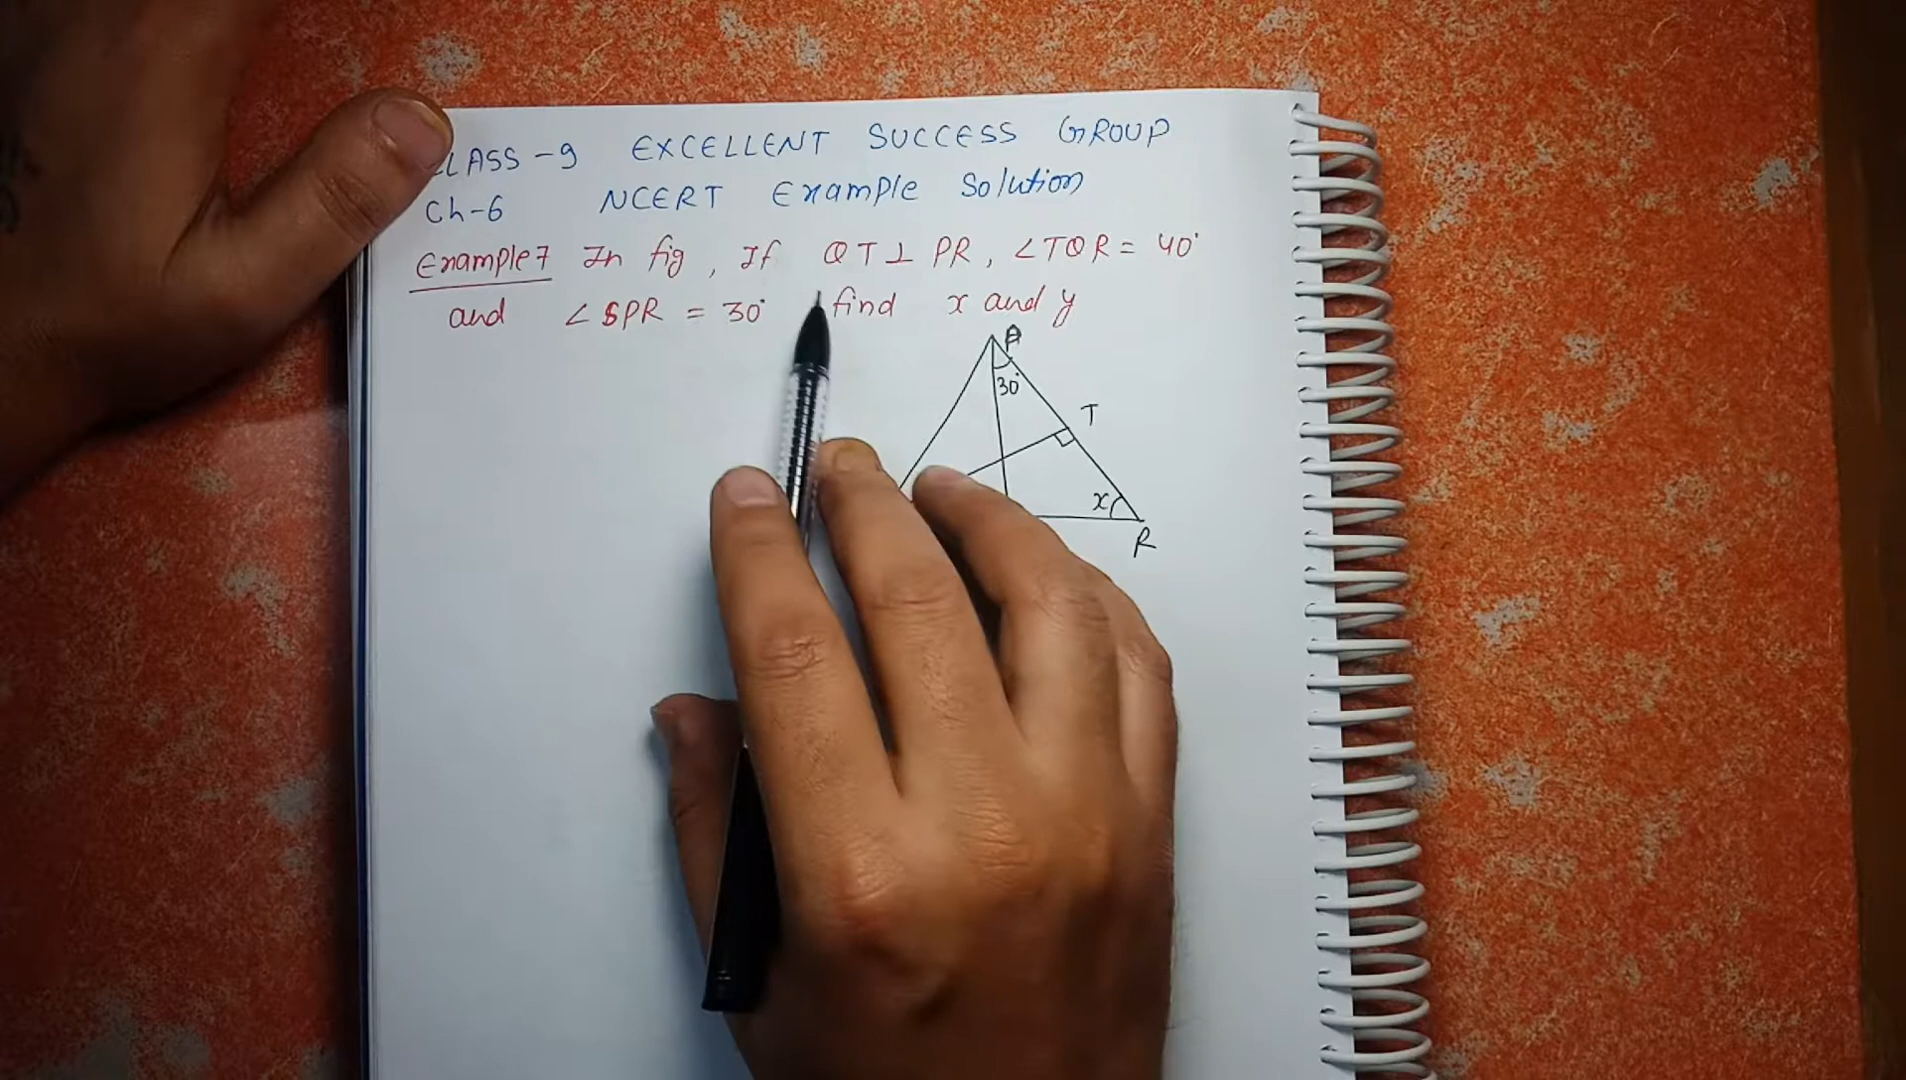 CLASS-9 EXCELLENT SUCCESS GROUP
Ch-6 NCERT Example Solution
Example 7 In fig, If QT ⊥ PR, ∠TQR = 40°
and ∠SPR = 30° find x and y
P
30°
T
x
R